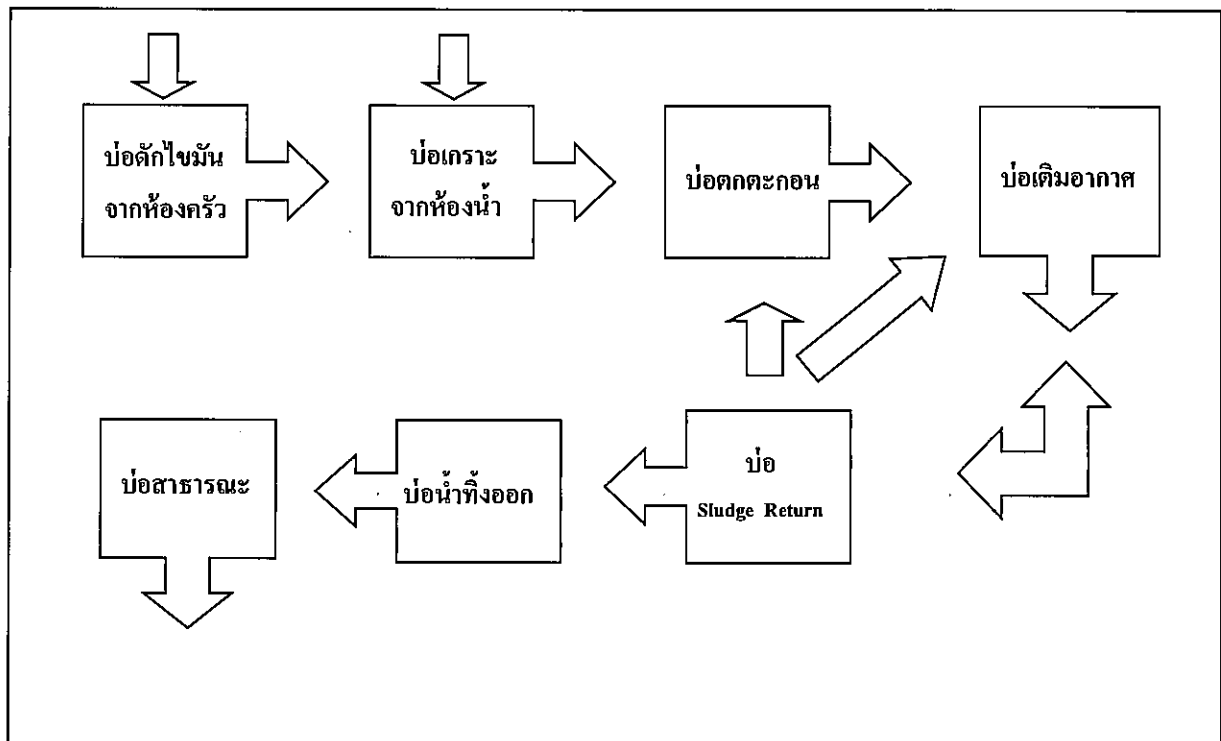 บ่อดักไขมัน
จากห้องครัว
บ่อเกราะ
จากห้องน้ำ
บ่อตกตะกอน
บ่อเติมอากาศ
บ่อสาธารณะ
บ่อน้ำทิ้งออก
บ่อ
Sludge Return